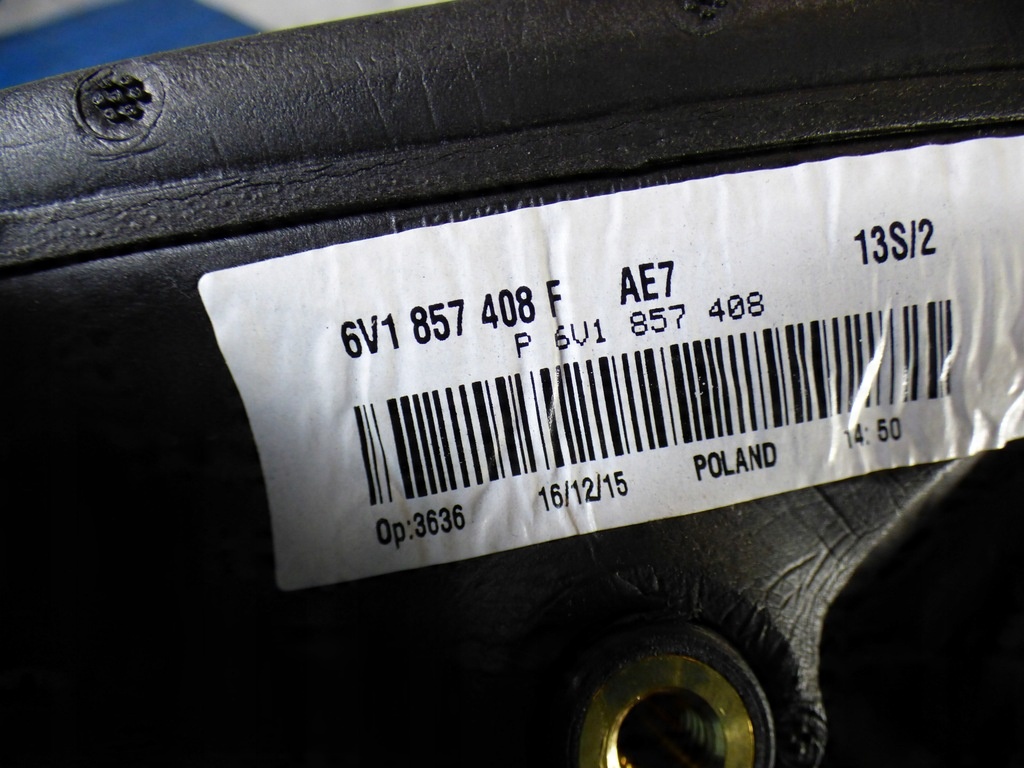 13S/2
6V1 857 408 F AE7
P 6V1 857 408
Op:3636 16/12/15 POLAND 14:50